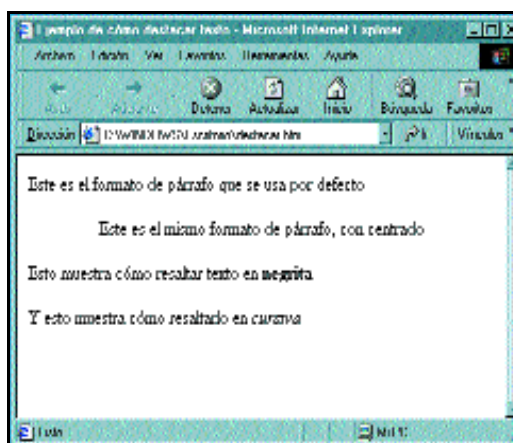 Ejemplo de cómo destacar texto - Microsoft Internet Explorer
Archivo Edición Ver Favoritos Herramientas Ayuda
Detener Actualizar Inicio Búsqueda Favoritos
Dirección Ir Vínculos
Este es el formato de párrafo que se usa por defecto
Este es el mismo formato de párrafo, con centrado
Esto muestra cómo resaltar texto en negrita
Y esto muestra cómo resaltarlo en cursiva
Listo